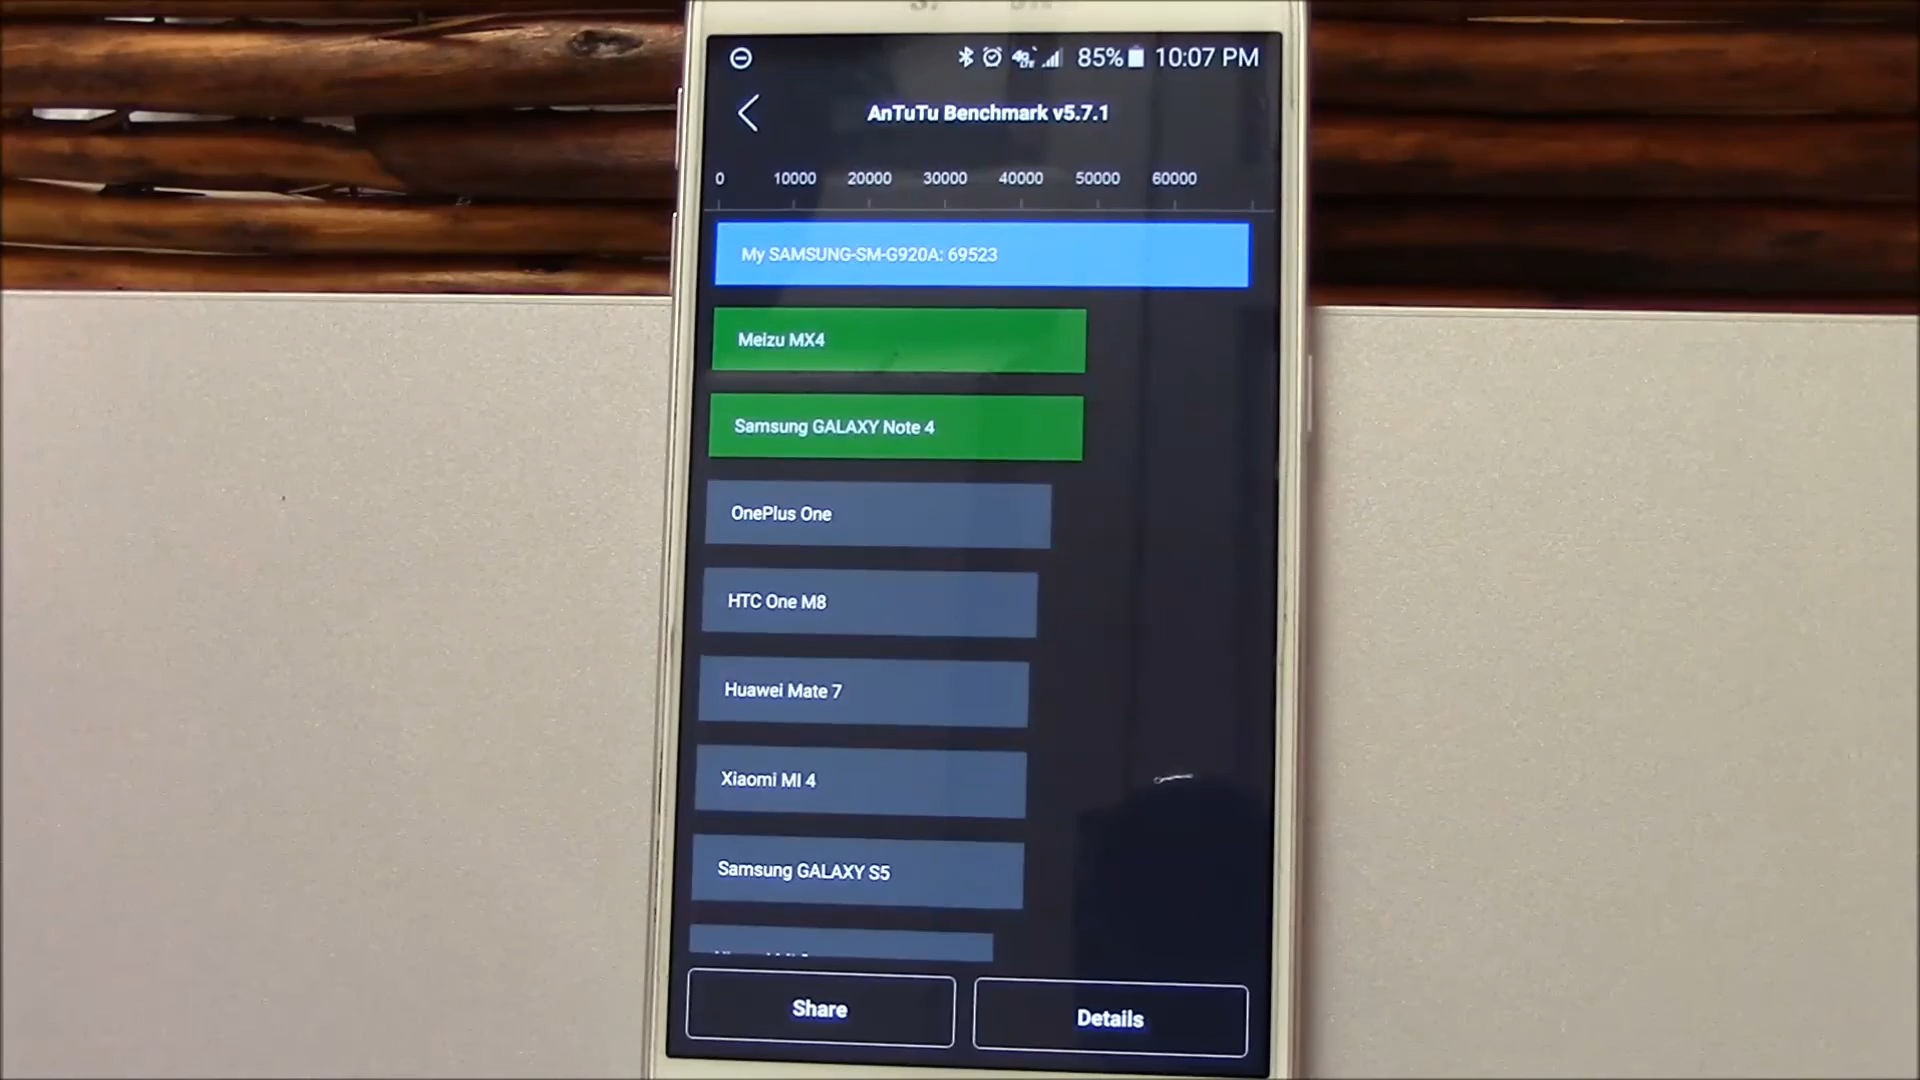 85% 10:07 PM
AnTuTu Benchmark v5.7.1
0 10000 20000 30000 40000 50000 60000
My SAMSUNG-SM-G920A: 69523
Meizu MX4
Samsung GALAXY Note 4
OnePlus One
HTC One M8
Huawei Mate 7
Xiaomi MI 4
Samsung GALAXY S5
Share
Details